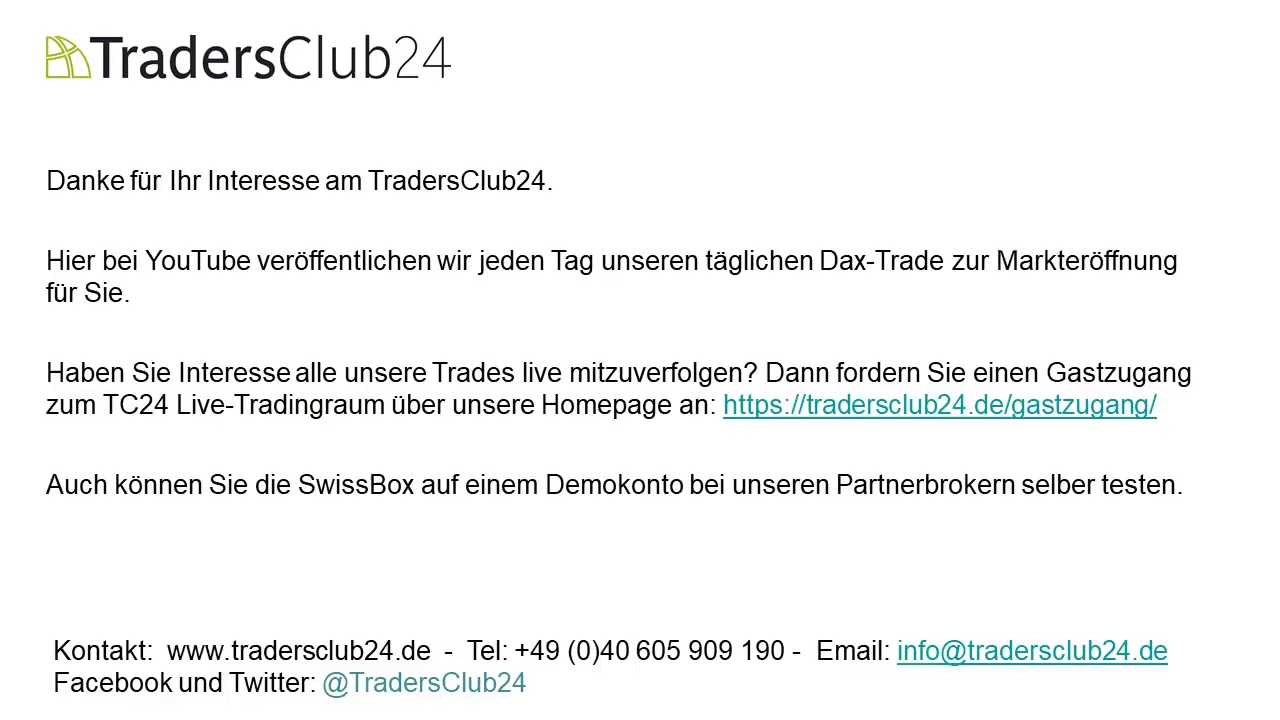 TradersClub24
Danke für Ihr Interesse am TradersClub24.
Hier bei YouTube veröffentlichen wir jeden Tag unseren täglichen Dax-Trade zur Markteröffnung
für Sie.
Haben Sie Interesse alle unsere Trades live mitzuverfolgen? Dann fordern Sie einen Gastzugang
zum TC24 Live-Tradingraum über unsere Homepage an: https://tradersclub24.de/gastzugang/
Auch können Sie die SwissBox auf einem Demokonto bei unseren Partnerbrokern selber testen.
Kontakt: www.tradersclub24.de - Tel: +49 (0)40 605 909 190 - Email: info@tradersclub24.de
Facebook und Twitter: @TradersClub24